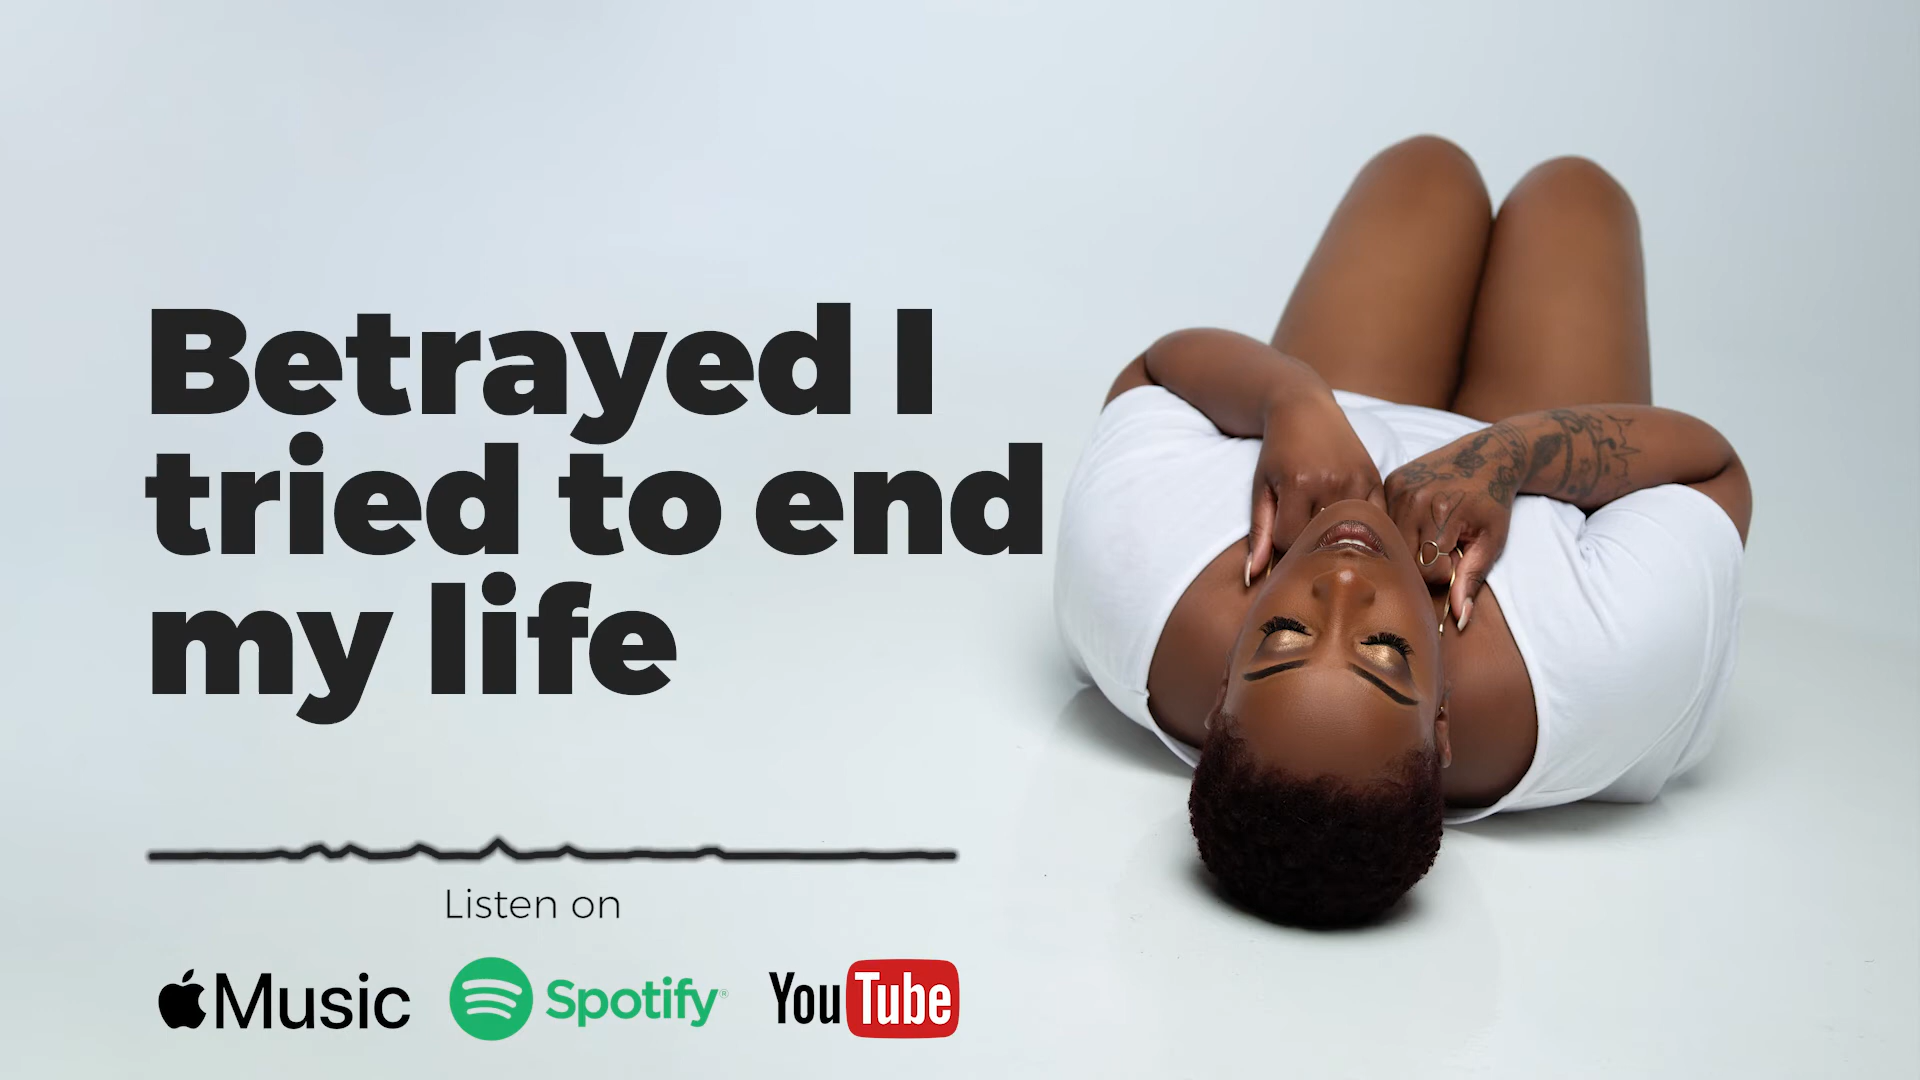 Betrayed I
tried to end
my life
Listen on
Music
Spotify®
YouTube